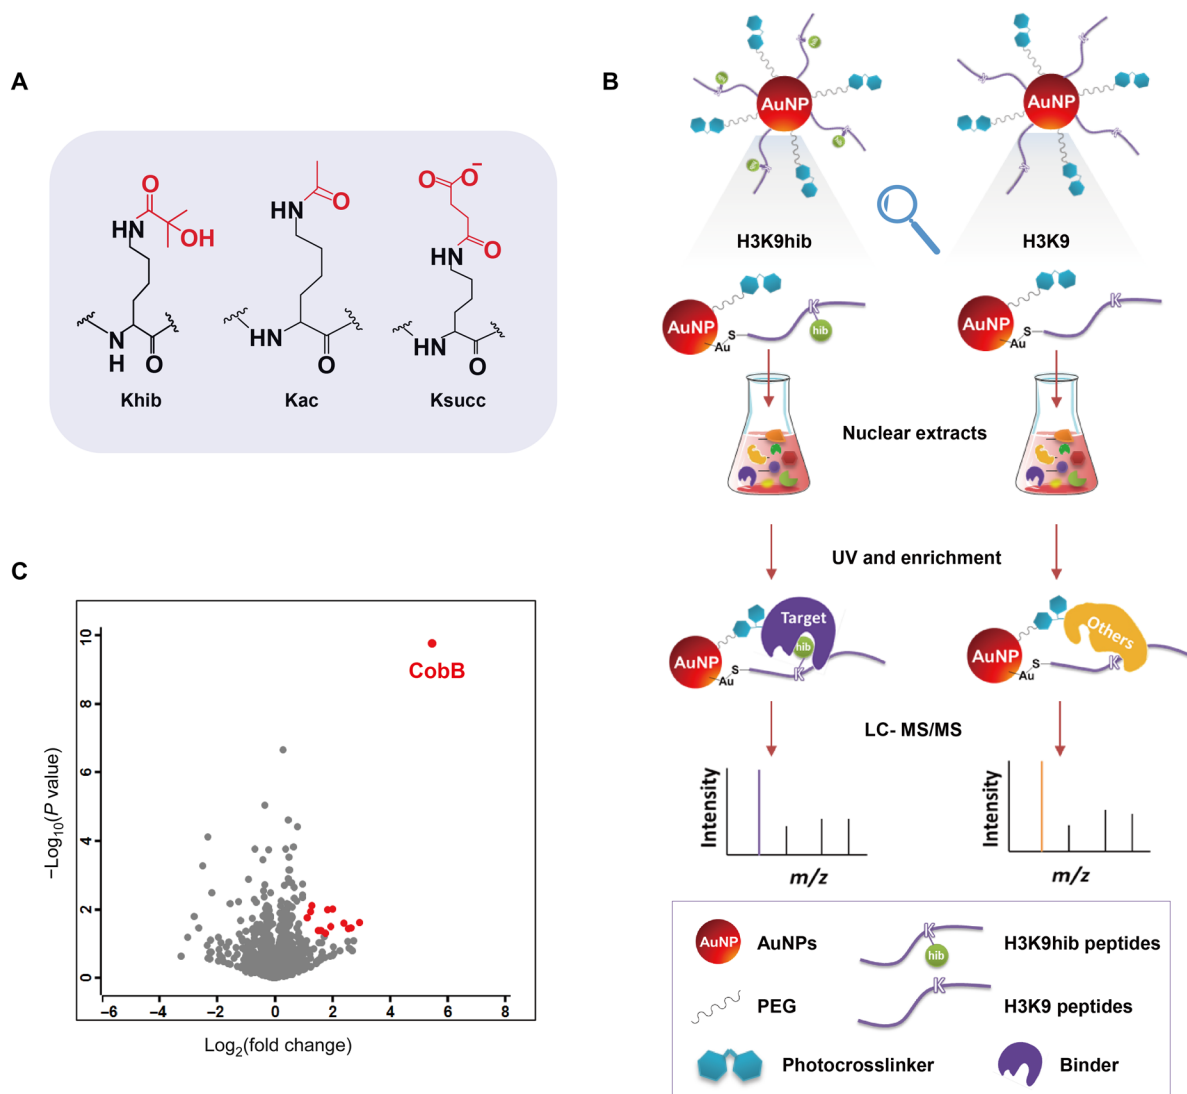 A
O
HN
OH
N
H
O
Khib
O
HN
HN
O
Kac
O
O−
O
HN
HN
O
Ksucc
B
AuNP
AuNP
H3K9hib
H3K9
AuNP
Au
S
K
hib
AuNP
Au
S
K
Nuclear extracts
UV and enrichment
AuNP
Au
S
Target
hib
K
AuNP
Au
S
Others
K
LC- MS/MS
Intensity
m/z
Intensity
m/z
AuNP
AuNPs
K
hib
H3K9hib peptides
PEG
K
H3K9 peptides
Photocrosslinker
Binder
C
−Log10(P value)
10
8
6
4
2
0
CobB
−6 −4 −2 0 2 4 6 8
Log2(fold change)